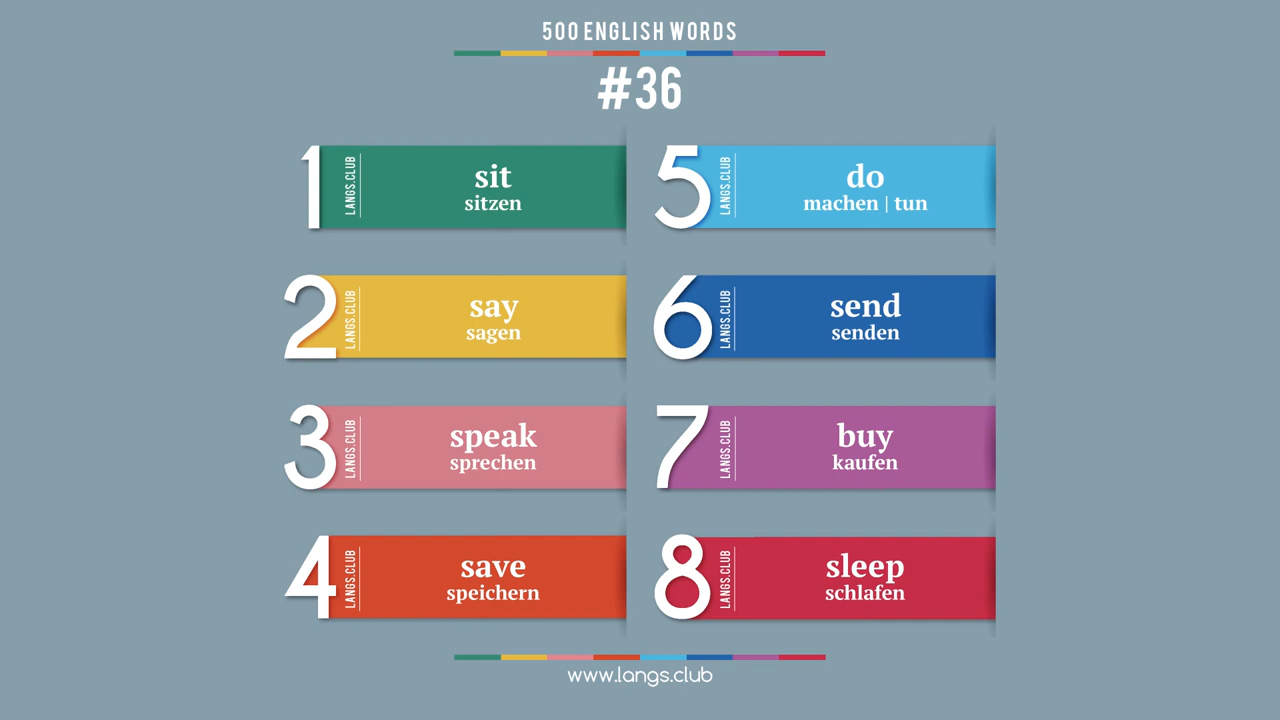 500 ENGLISH WORDS
#36
1
LANGS.CLUB
sit
sitzen
2
LANGS.CLUB
say
sagen
3
LANGS.CLUB
speak
sprechen
4
LANGS.CLUB
save
speichern
5
LANGS.CLUB
do
machen | tun
6
LANGS.CLUB
send
senden
7
LANGS.CLUB
buy
kaufen
8
LANGS.CLUB
sleep
schlafen
www.langs.club